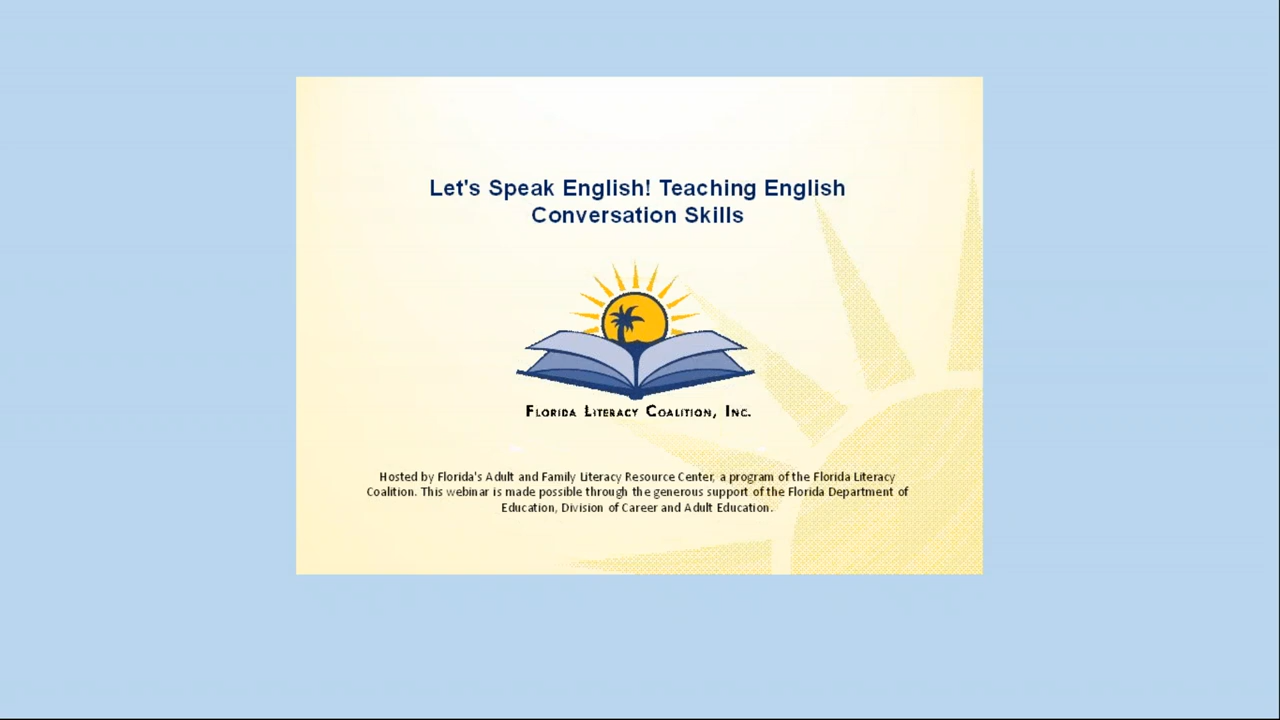 Let's Speak English! Teaching English
Conversation Skills
Florida Literacy Coalition, Inc.
Hosted by Florida's Adult and Family Literacy Resource Center, a program of the Florida Literacy
Coalition. This webinar is made possible through the generous support of the Florida Department of
Education, Division of Career and Adult Education.